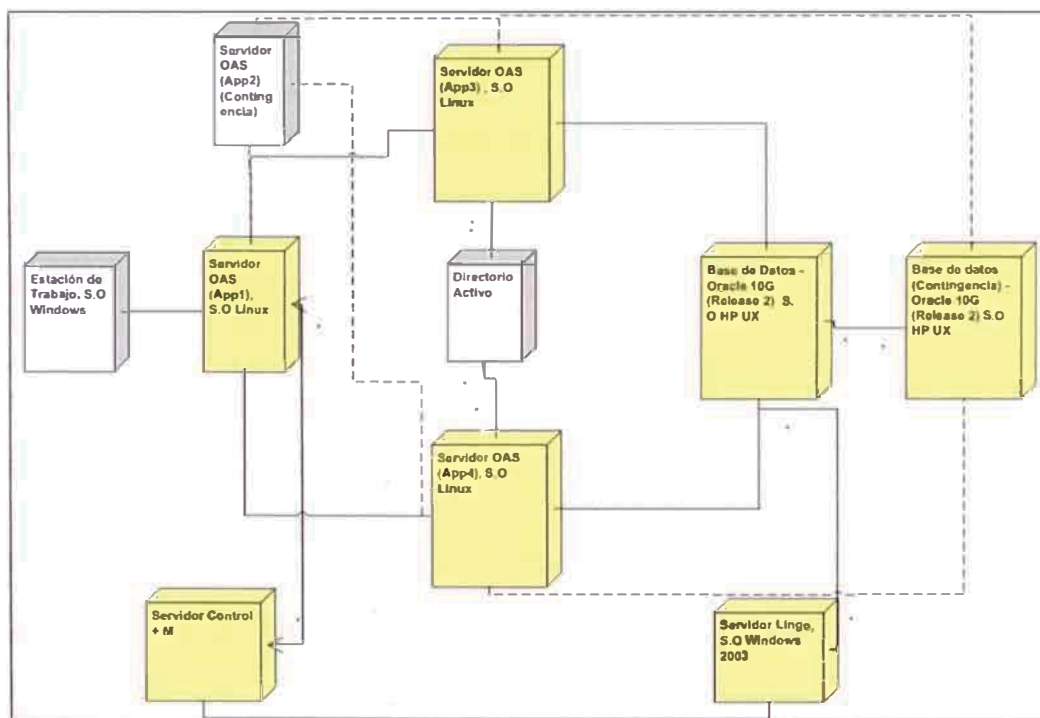 Servidor
OAS
(App2)
(Conting
encia)
Servidor OAS
(App3) , S.O
Linux
Estación de
Trabajo, S.O
Windows
Servidor
OAS
(App1),
S.O Linux
Directorio
Activo
Base de Datos -
Oracle 10G
(Release 2) S.
O HP UX
Base de datos
(Contingencia) -
Oracle 10G
(Release 2) S.O
HP UX
Servidor OAS
(App4), S.O
Linux
Servidor Control
+ M
Servidor Lingo,
S.O Windows
2003